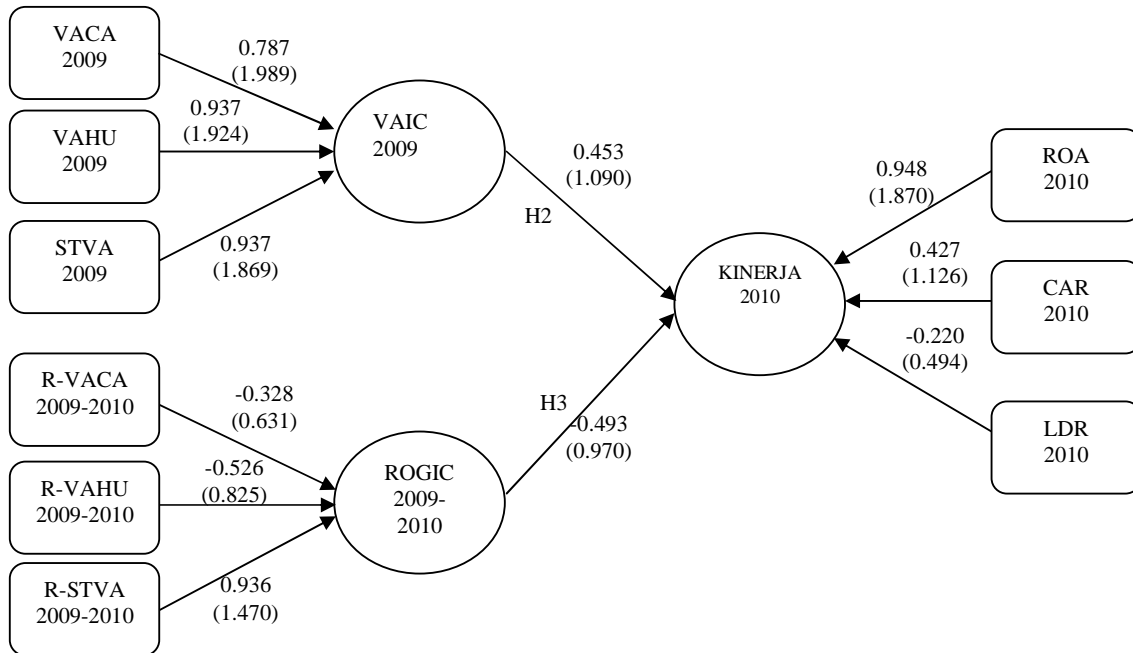 VACA
2009
0.787
(1.989)
VAHU
2009
0.937
(1.924)
STVA
2009
0.937
(1.869)
VAIC
2009
0.453
(1.090)
H2
R-VACA
2009-2010
-0.328
(0.631)
R-VAHU
2009-2010
-0.526
(0.825)
R-STVA
2009-2010
0.936
(1.470)
ROGIC
2009-
2010
H3
-0.493
(0.970)
KINERJA
2010
0.948
(1.870)
ROA
2010
0.427
(1.126)
CAR
2010
-0.220
(0.494)
LDR
2010